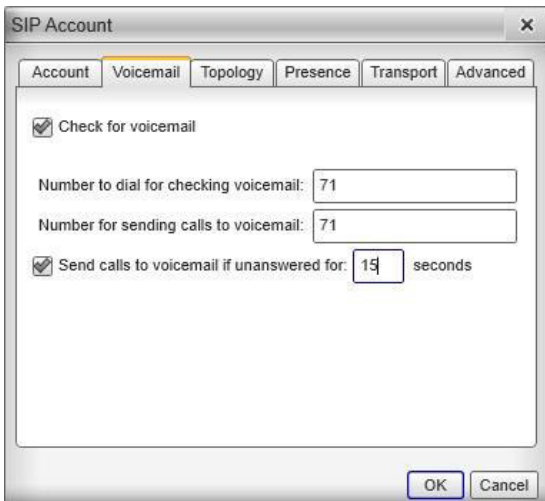 SIP Account
Account Voicemail Topology Presence Transport Advanced
Check for voicemail
Number to dial for checking voicemail: 71
Number for sending calls to voicemail: 71
Send calls to voicemail if unanswered for: 15 seconds
OK Cancel